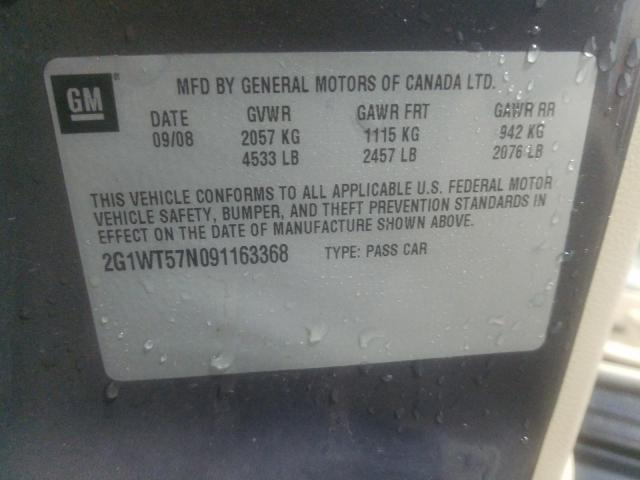 GM
MFD BY GENERAL MOTORS OF CANADA LTD.
DATE GVWR GAWR FRT GAWR RR
09/08 2057 KG 1115 KG 942 KG
4533 LB 2457 LB 2076 LB
THIS VEHICLE CONFORMS TO ALL APPLICABLE U.S. FEDERAL MOTOR
VEHICLE SAFETY, BUMPER, AND THEFT PREVENTION STANDARDS IN
EFFECT ON THE DATE OF MANUFACTURE SHOWN ABOVE.
2G1WT57N091163368 TYPE: PASS CAR